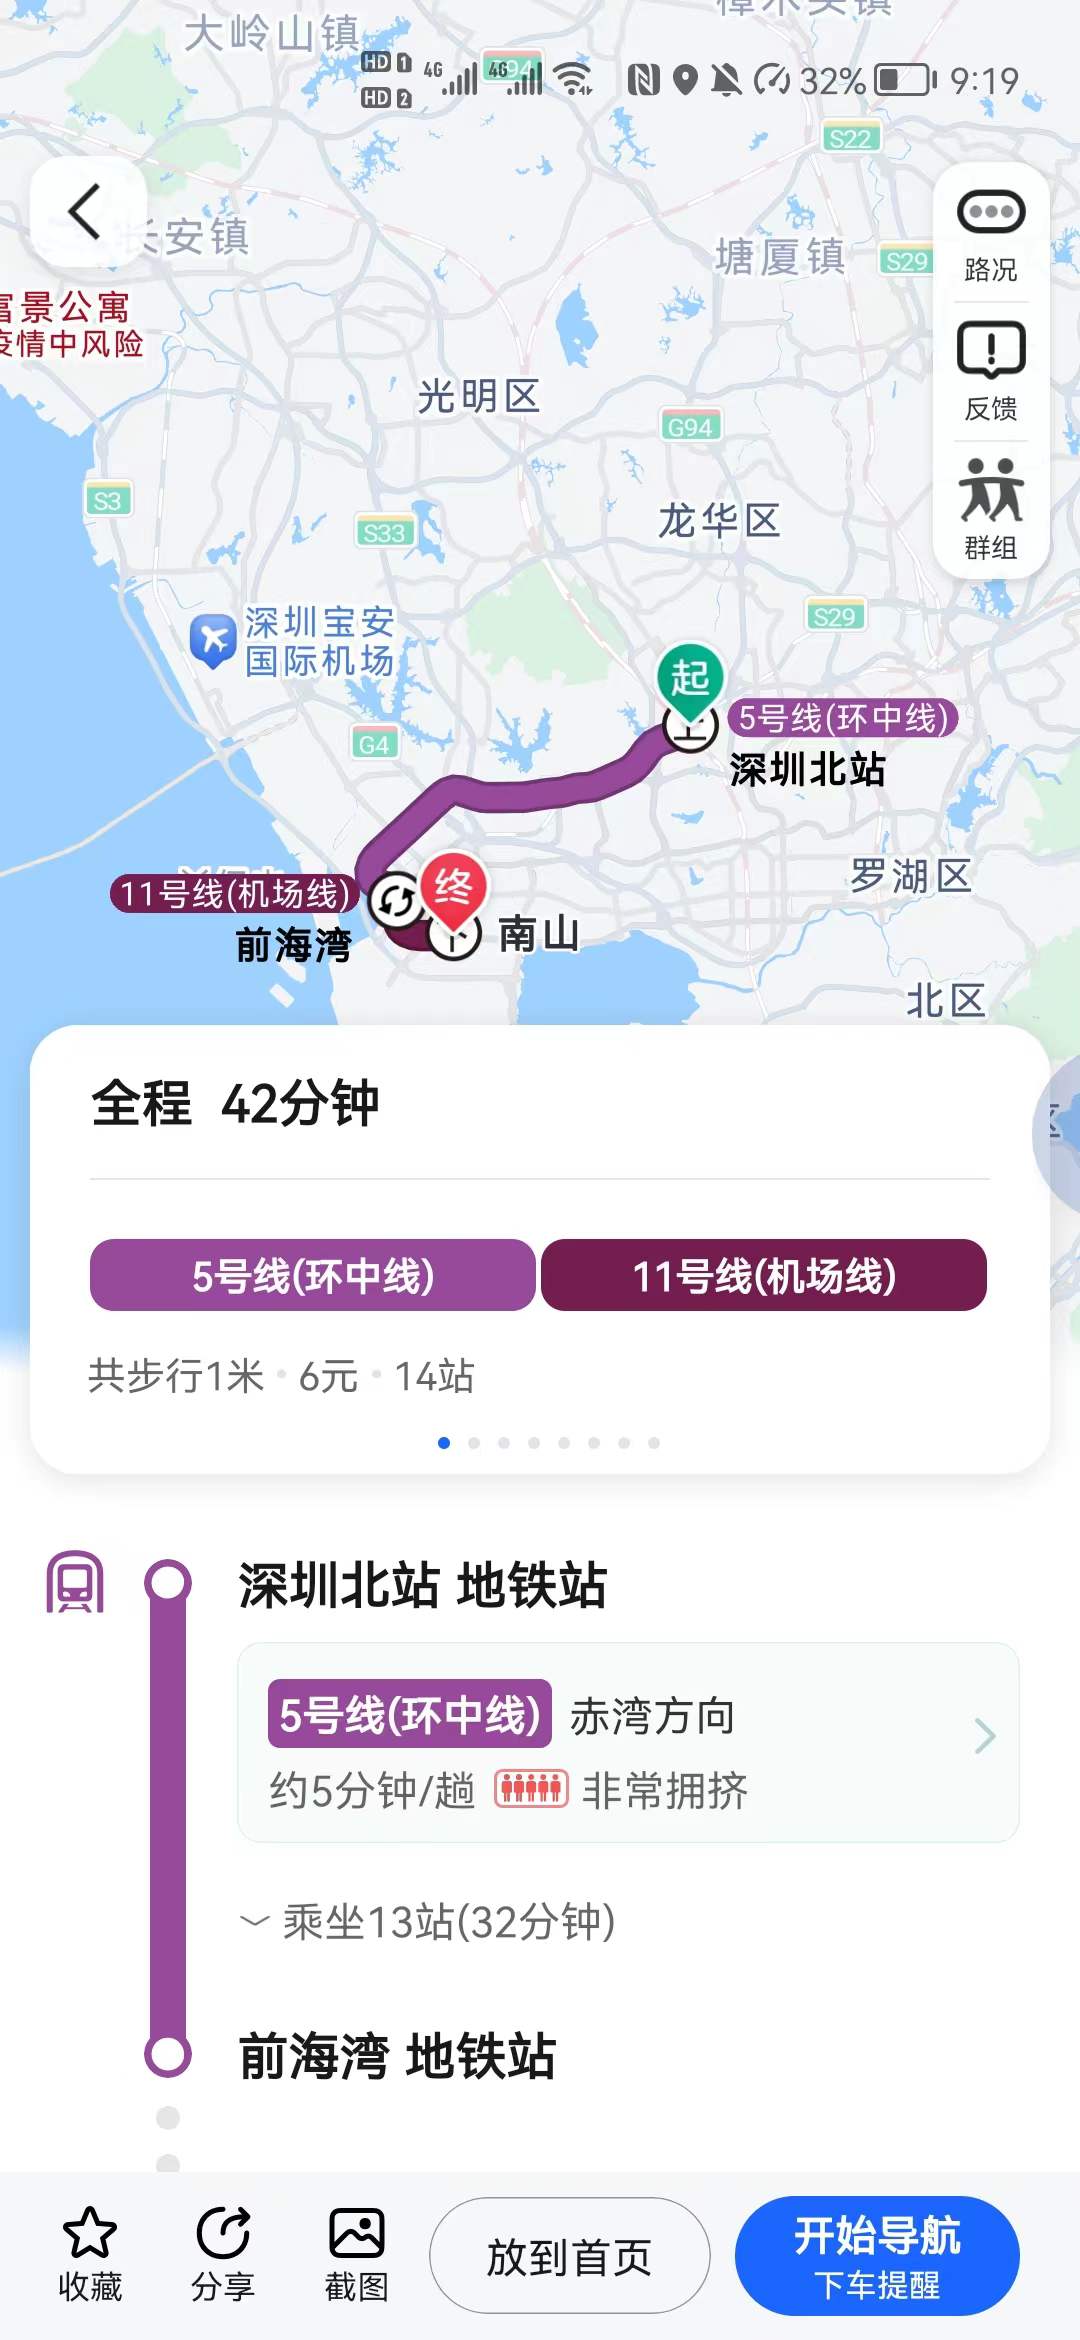 大岭山镇
HD 1 4G 4G 32% 9:19
HD 2
S22
长安镇
塘厦镇
S29
路况
富景公寓
疫情中风险
光明区
反馈
G94
S3
S33
龙华区
群组
S29
深圳宝安
国际机场
起
上
5号线(环中线)
G4
深圳北站
罗湖区
11号线(机场线)
终
前海湾
下
南山
北区
全程 42分钟
区
5号线(环中线)
11号线(机场线)
共步行1米·6元·14站
深圳北站 地铁站
5号线(环中线) 赤湾方向
约5分钟/趟 非常拥挤
乘坐13站(32分钟)
前海湾 地铁站
收藏
分享
截图
放到首页
开始导航
下车提醒